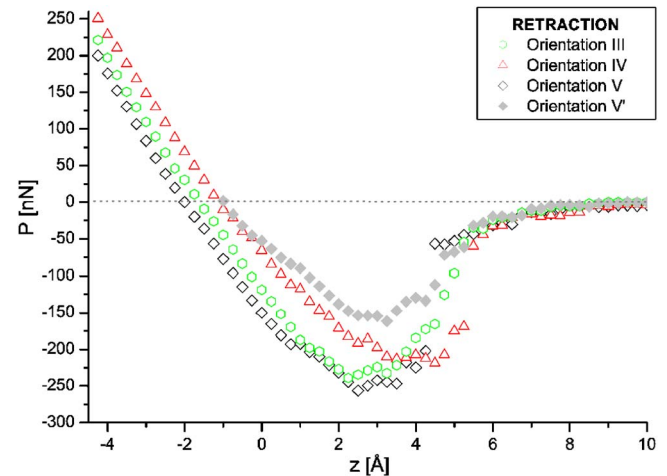 250
200
150
100
50
0
-50
-100
-150
-200
-250
-300
P [nN]
-4 -2 0 2 4 6 8 10
z [Å]
RETRACTION
Orientation III
Orientation IV
Orientation V
Orientation V'